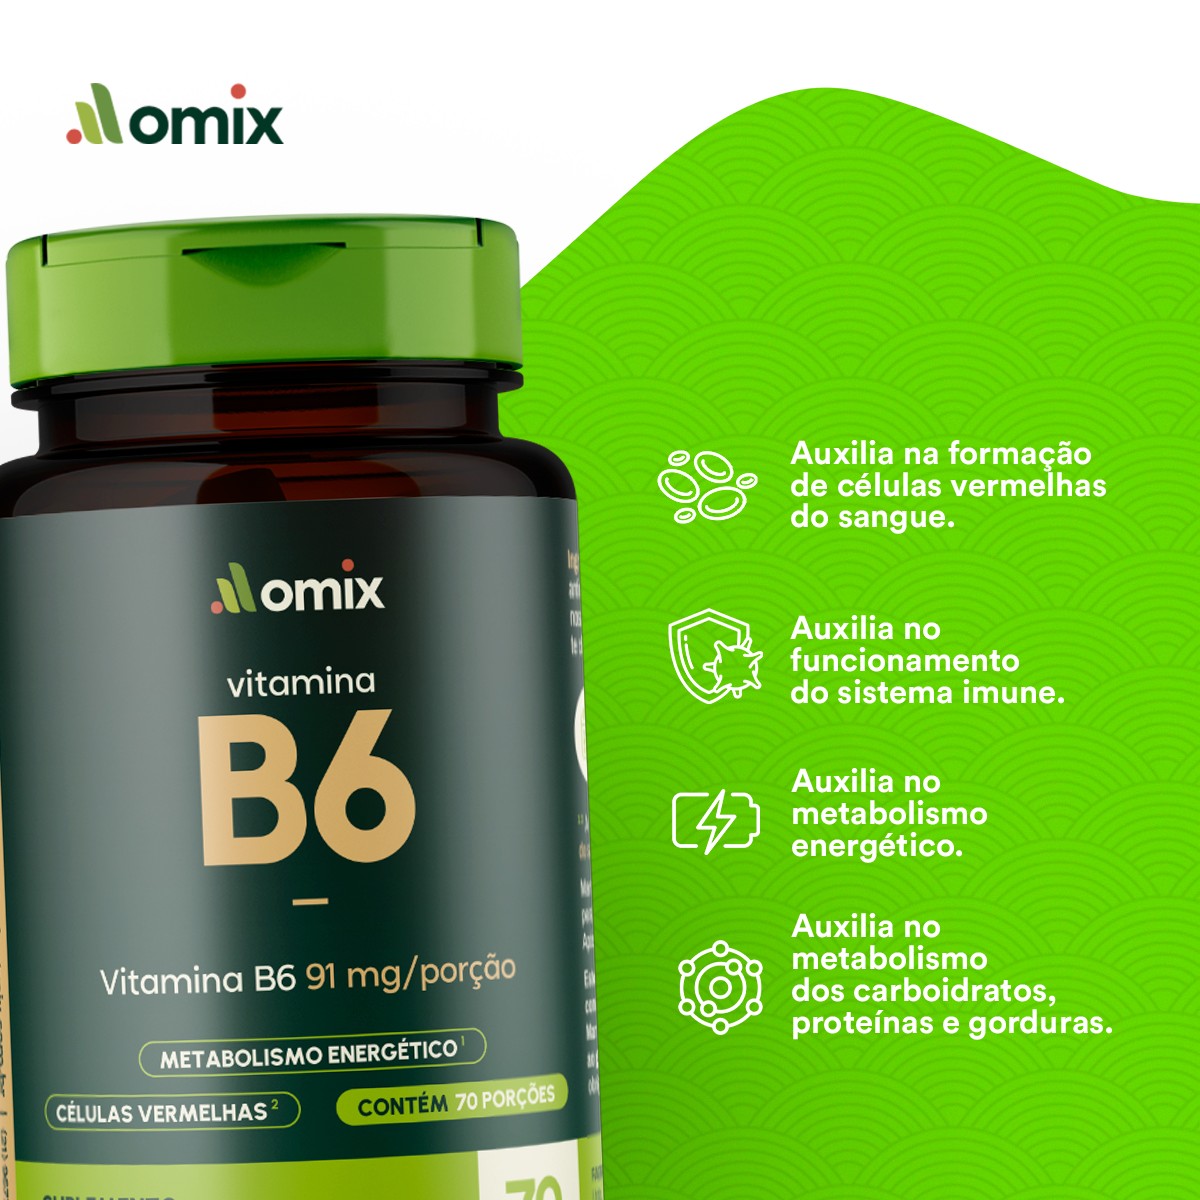 omix
omix
vitamina
B6
Vitamina B6 91 mg/porção
METABOLISMO ENERGÉTICO¹
CÉLULAS VERMELHAS²
CONTÉM 70 PORÇÕES
SUPLEMENTO
70
Auxilia na formação
de células vermelhas
do sangue.
Auxilia no
funcionamento
do sistema imune.
Auxilia no
metabolismo
energético.
Auxilia no
metabolismo
dos carboidratos,
proteínas e gorduras.